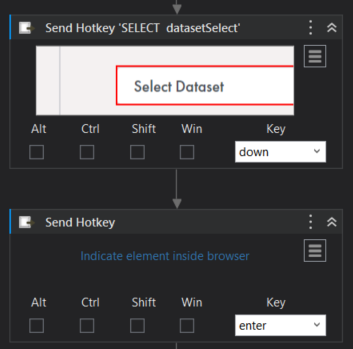 Send Hotkey 'SELECT  datasetSelect'
Select Dataset
Alt Ctrl Shift Win Key
down
Send Hotkey
Indicate element inside browser
Alt Ctrl Shift Win Key
enter